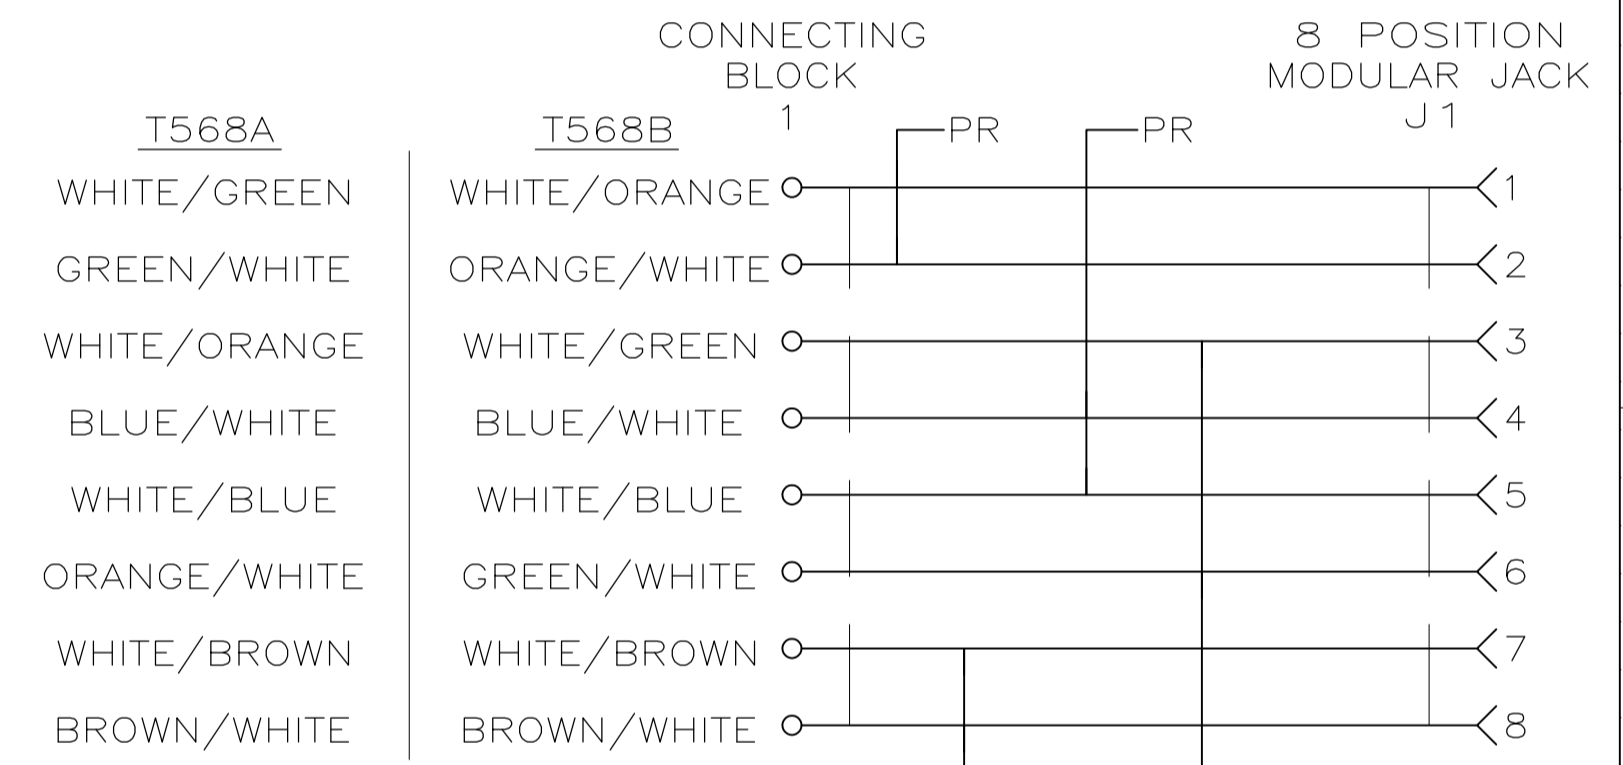 CONNECTING
BLOCK
1
8 POSITION
MODULAR JACK
J1
T568A T568B PR PR
WHITE/GREEN WHITE/ORANGE 1
GREEN/WHITE ORANGE/WHITE 2
WHITE/ORANGE WHITE/GREEN 3
BLUE/WHITE BLUE/WHITE 4
WHITE/BLUE WHITE/BLUE 5
ORANGE/WHITE GREEN/WHITE 6
WHITE/BROWN WHITE/BROWN 7
BROWN/WHITE BROWN/WHITE 8